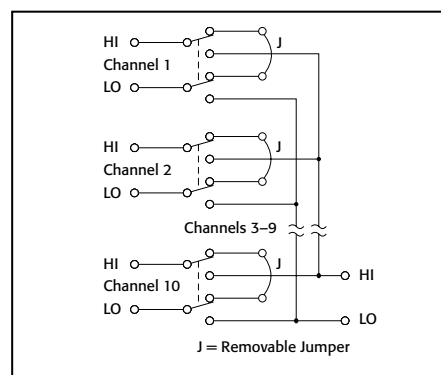 HI
J
Channel 1
LO
HI
J
Channel 2
LO
Channels 3–9
HI
J
HI
Channel 10
LO
LO
J = Removable Jumper